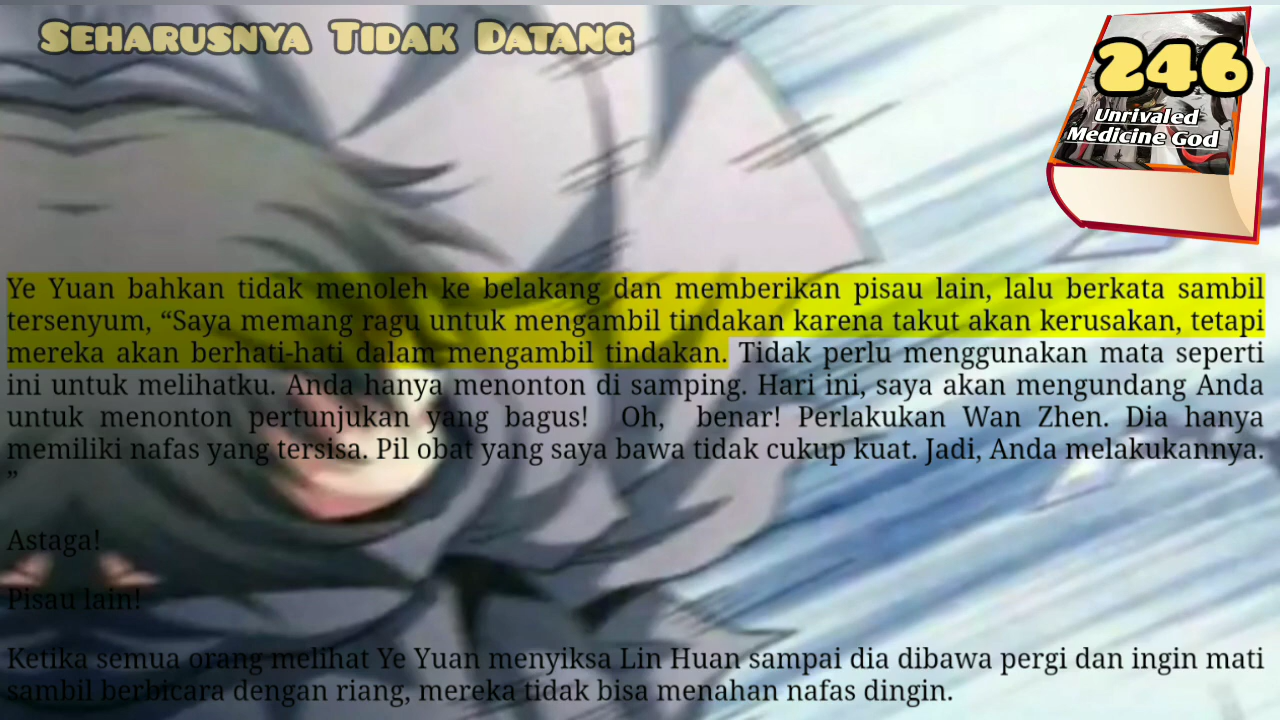 Seharusnya Tidak Datang
246
Unrivaled
Medicine God
Ye Yuan bahkan tidak menoleh ke belakang dan memberikan pisau lain, lalu berkata sambil
tersenyum, “Saya memang ragu untuk mengambil tindakan karena takut akan kerusakan, tetapi
mereka akan berhati-hati dalam mengambil tindakan. Tidak perlu menggunakan mata seperti
ini untuk melihatku. Anda hanya menonton di samping. Hari ini, saya akan mengundang Anda
untuk menonton pertunjukan yang bagus! Oh, benar! Perlakukan Wan Zhen. Dia hanya
memiliki nafas yang tersisa. Pil obat yang saya bawa tidak cukup kuat. Jadi, Anda melakukannya.
”
Astaga!
Pisau lain!
Ketika semua orang melihat Ye Yuan menyiksa Lin Huan sampai dia dibawa pergi dan ingin mati
sambil berbicara dengan riang, mereka tidak bisa menahan nafas dingin.